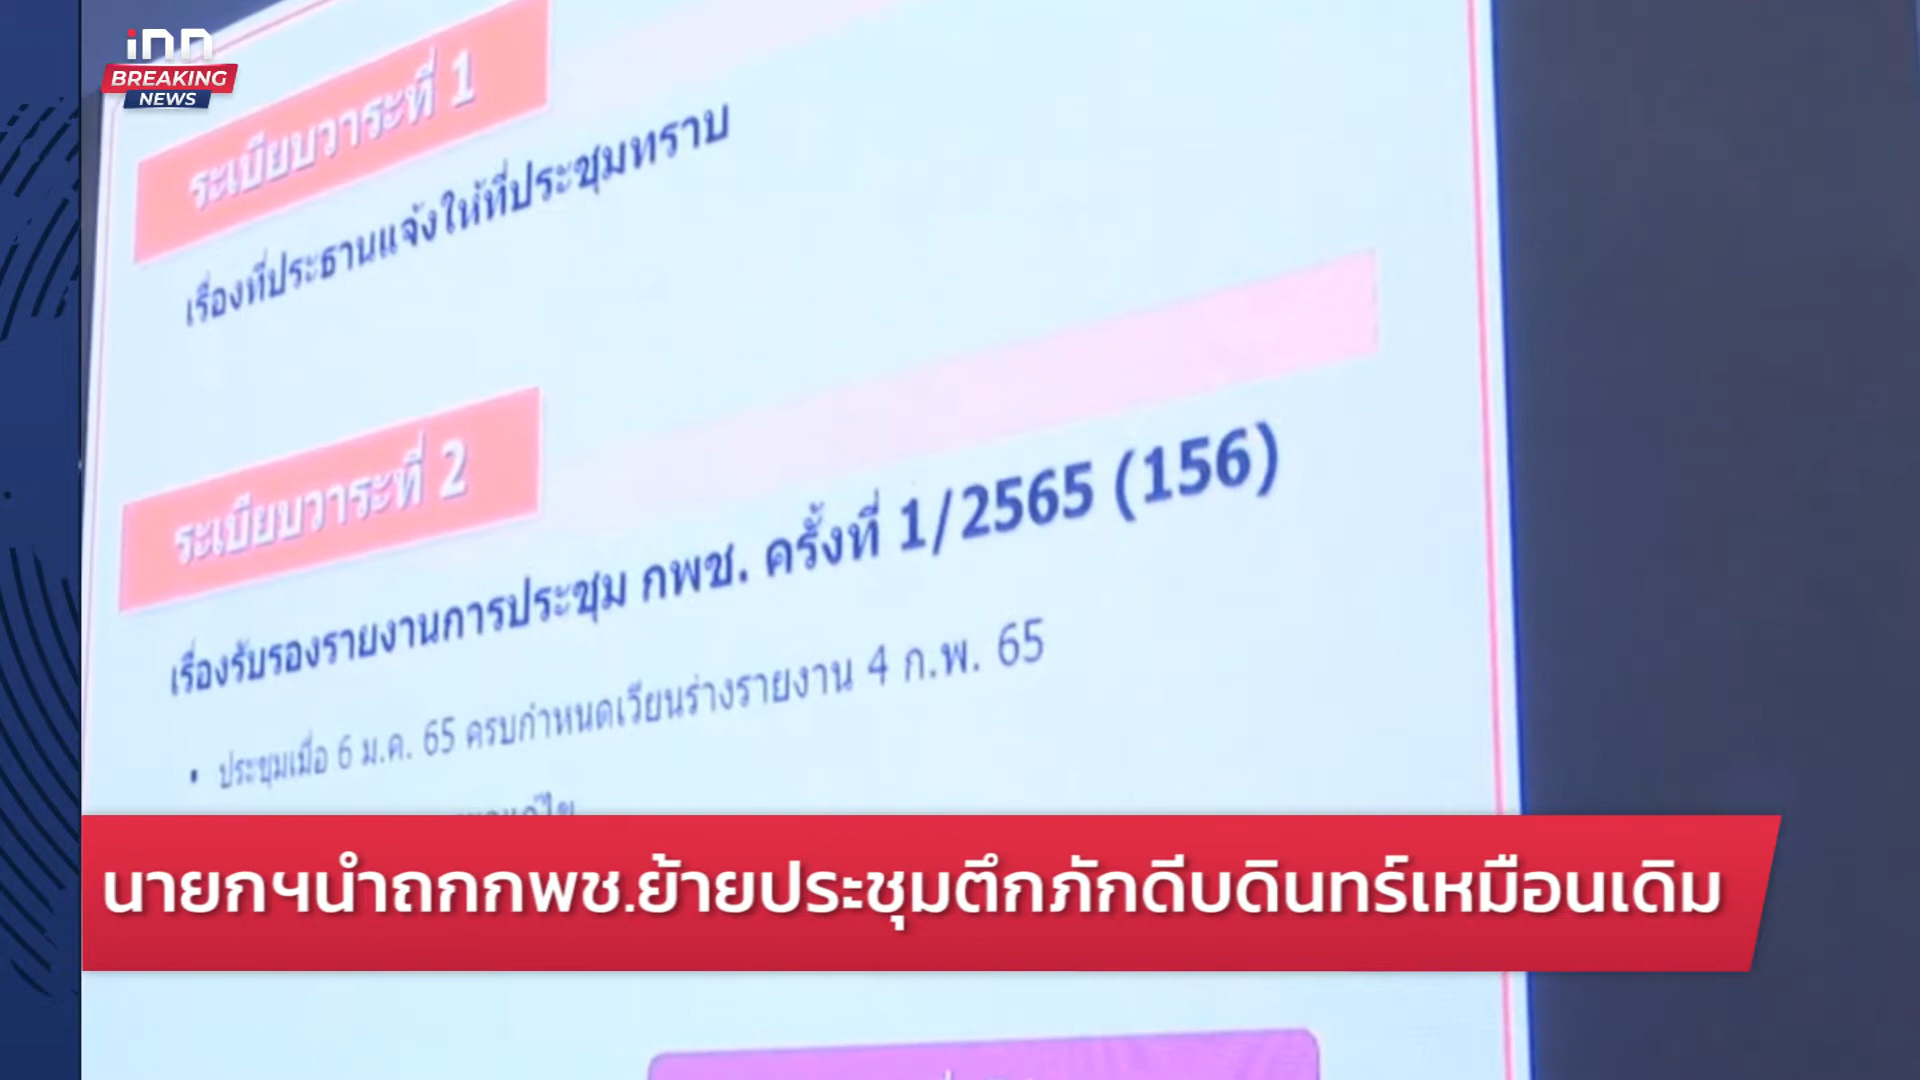 inn
BREAKING
NEWS
ระเบียบวาระที่ 1
เรื่องที่ประธานแจ้งให้ที่ประชุมทราบ
ระเบียบวาระที่ 2
เรื่องรับรองรายงานการประชุม กพช. ครั้งที่ 1/2565 (156)
• ประชุมเมื่อ 6 ม.ค. 65 ครบกำหนดเวียนร่างรายงาน 4 ก.พ. 65
นายกฯนำถกกพช.ย้ายประชุมตึกภักดีบดินทร์เหมือนเดิม